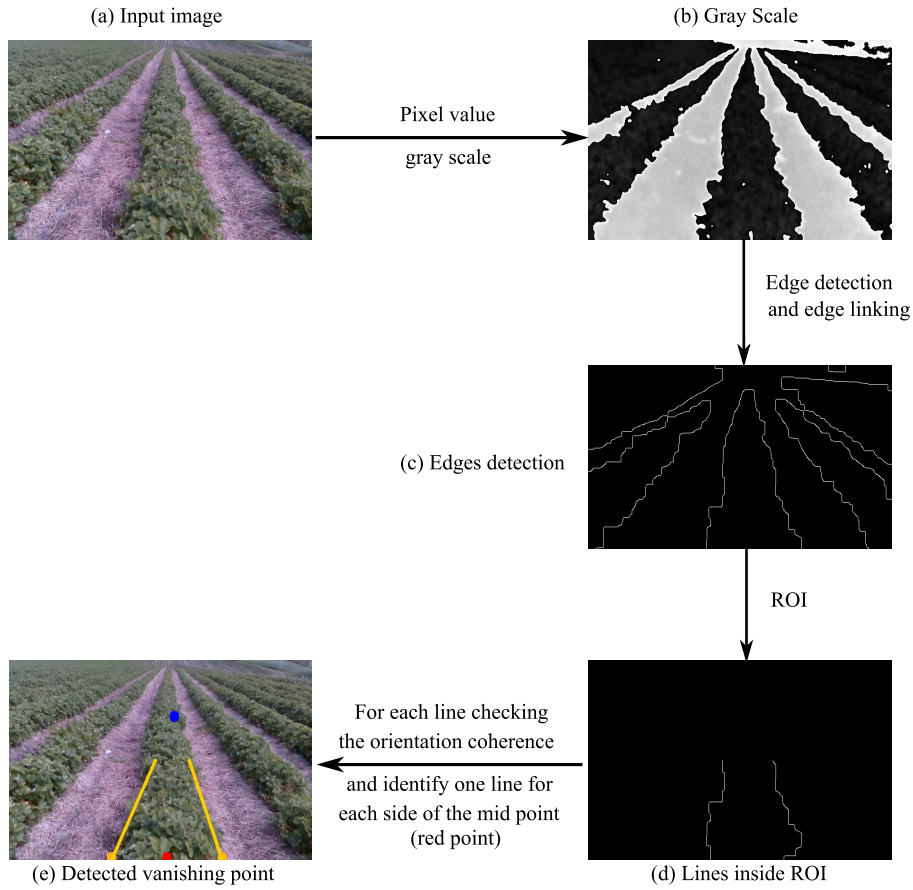 (a) Input image
(b) Gray Scale
Pixel value
gray scale
Edge detection
and edge linking
(c) Edges detection
ROI
For each line checking
the orientation coherence
and identify one line for
each side of the mid point
(red point)
(e) Detected vanishing point
(d) Lines inside ROI